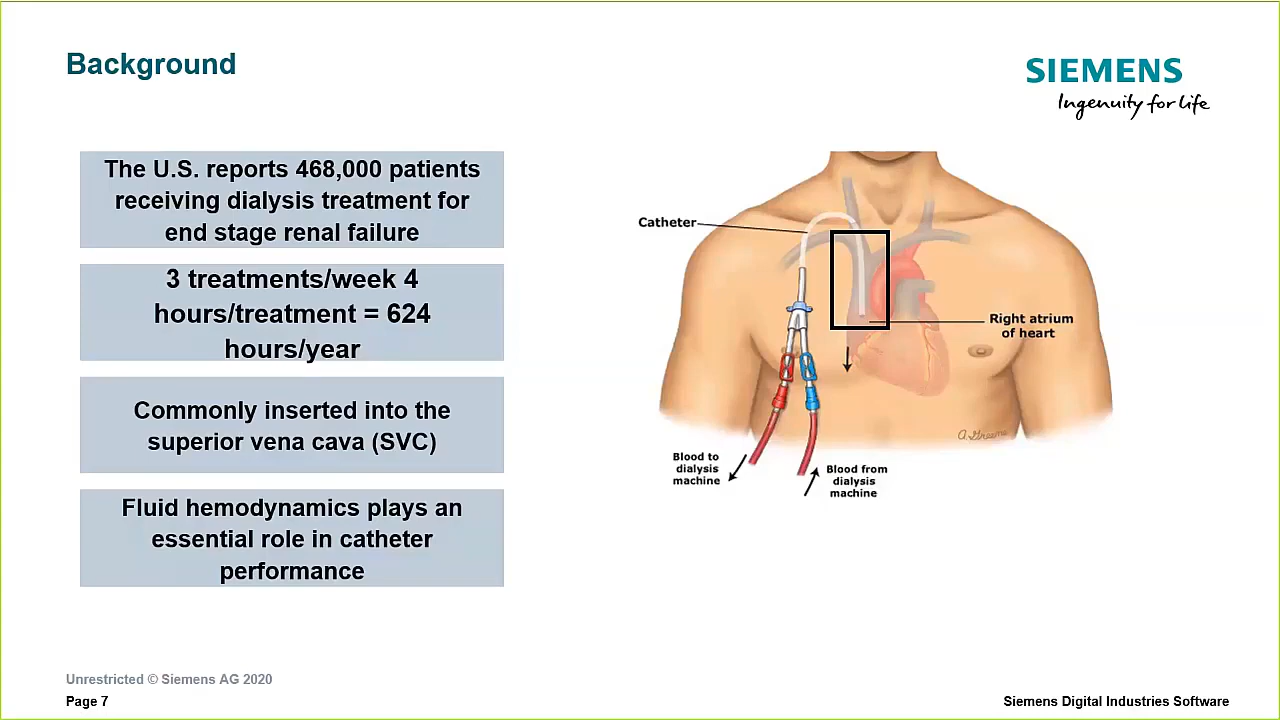 Background
SIEMENS
Ingenuity for life
The U.S. reports 468,000 patients
receiving dialysis treatment for
end stage renal failure
3 treatments/week 4
hours/treatment = 624
hours/year
Commonly inserted into the
superior vena cava (SVC)
Fluid hemodynamics plays an
essential role in catheter
performance
Catheter
Right atrium
of heart
A.Greene
Blood to
dialysis
machine
Blood from
dialysis
machine
Unrestricted © Siemens AG 2020
Page 7
Siemens Digital Industries Software